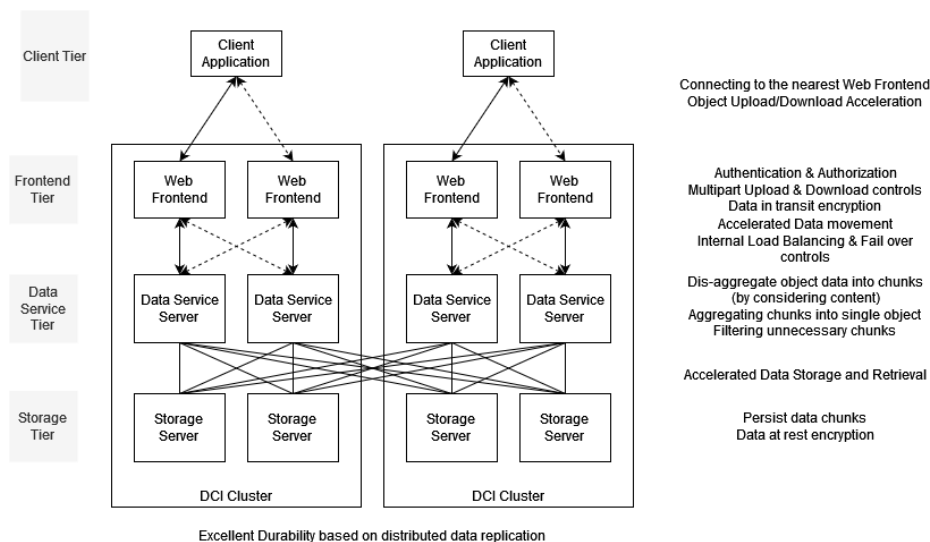 Client Tier
Client
Application
Client
Application
Connecting to the nearest Web Frontend
Object Upload/Download Acceleration
Frontend
Tier
Web
Frontend
Web
Frontend
Web
Frontend
Web
Frontend
Authentication & Authorization
Multipart Upload & Download controls
Data in transit encryption
Accelerated Data movement
Internal Load Balancing & Fail over
controls
Data
Service
Tier
Data Service
Server
Data Service
Server
Data Service
Server
Data Service
Server
Dis-aggregate object data into chunks
(by considering content)
Aggregating chunks into single object
Filtering unnecessary chunks
Accelerated Data Storage and Retrieval
Storage
Tier
Storage
Server
Storage
Server
Storage
Server
Storage
Server
Persist data chunks
Data at rest encryption
DCI Cluster
DCI Cluster
Excellent Durability based on distributed data replication